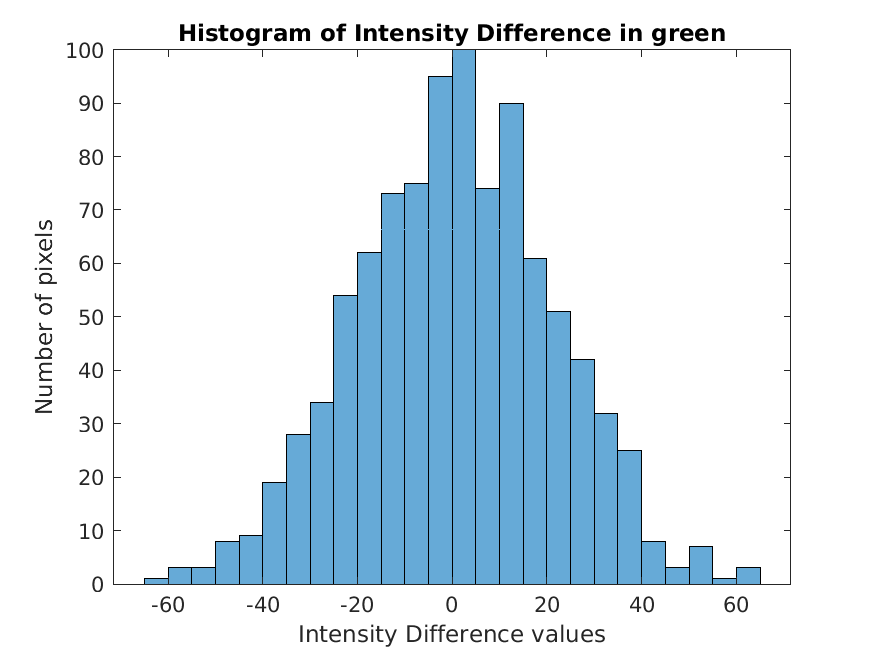 Histogram of Intensity Difference in green
100
90
80
70
60
50
40
30
20
10
0
Number of pixels
-60 -40 -20 0 20 40 60
Intensity Difference values